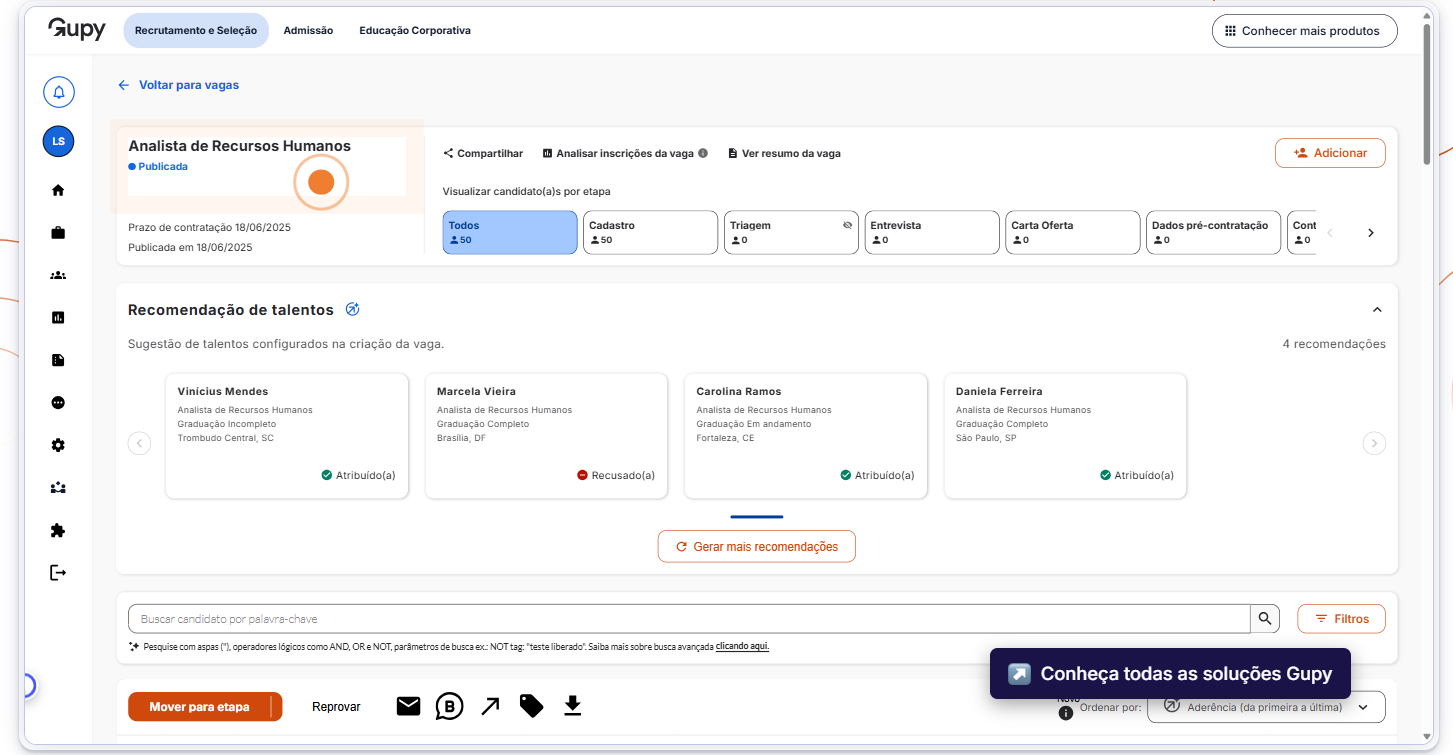 Gupy
Recrutamento e Seleção
Admissão
Educação Corporativa
Conhecer mais produtos
Voltar para vagas
LS
Analista de Recursos Humanos
Publicada
Prazo de contratação 18/06/2025
Publicada em 18/06/2025
Compartilhar
Analisar inscrições da vaga
Ver resumo da vaga
Adicionar
Visualizar candidato(a)s por etapa
Todos
50
Cadastro
50
Triagem
0
Entrevista
0
Carta Oferta
0
Dados pré-contratação
0
Cont
0
Recomendação de talentos
Sugestão de talentos configurados na criação da vaga.
4 recomendações
Vinícius Mendes
Analista de Recursos Humanos
Graduação Incompleto
Trombudo Central, SC
Atribuído(a)
Marcela Vieira
Analista de Recursos Humanos
Graduação Completo
Brasília, DF
Recusado(a)
Carolina Ramos
Analista de Recursos Humanos
Graduação Em andamento
Fortaleza, CE
Atribuído(a)
Daniela Ferreira
Analista de Recursos Humanos
Graduação Completo
São Paulo, SP
Atribuído(a)
Gerar mais recomendações
Buscar candidato por palavra-chave
Filtros
Pesquise com aspas ("), operadores lógicos como AND, OR e NOT, parâmetros de busca ex.: NOT tag: "teste liberado". Saiba mais sobre busca avançada clicando aqui.
Conheça todas as soluções Gupy
Mover para etapa
Reprovar
B
Novo
Ordenar por:
Aderência (da primeira a última)